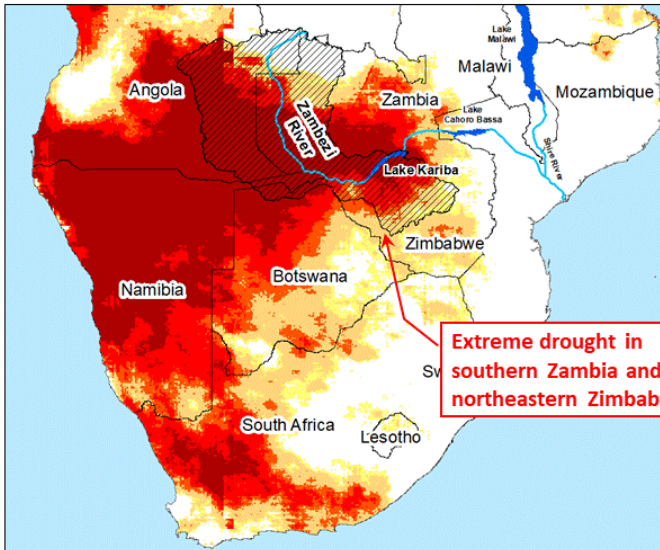 Lake
Malawi
Malawi
Angola
Zambia
Mozambique
Lake
Cahoro Bassa
Zambezi
River
Shire River
Lake Kariba
Zimbabwe
Namibia
Botswana
Extreme drought in
southern Zambia and
northeastern Zimbab
Sw
South Africa
Lesotho